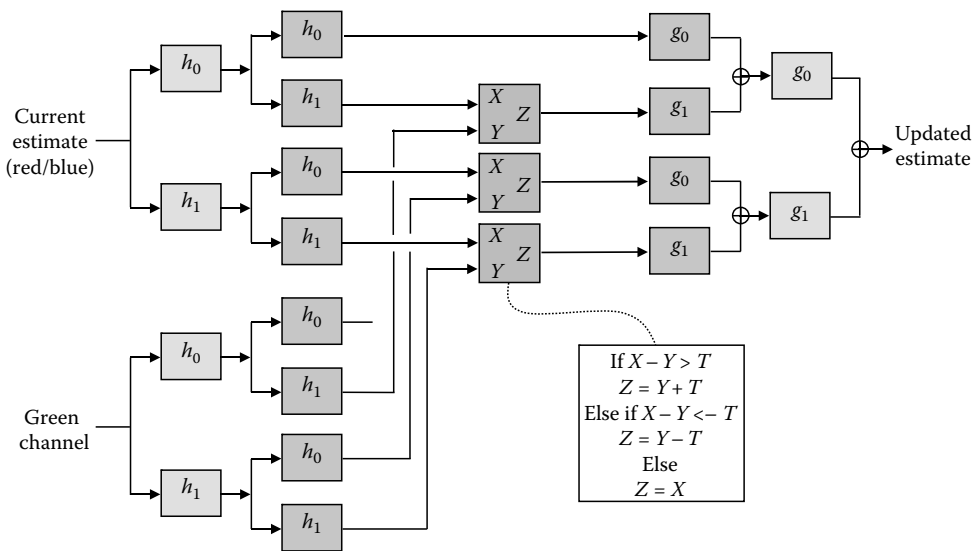 h₀
g₀
h₀
g₀
h₁
X
Y
Z
g₁
Current
estimate
(red/blue)
Updated
estimate
h₀
X
Y
Z
g₀
h₁
g₁
h₁
X
Y
Z
g₁
h₀
h₀
h₁
Green
channel
h₀
h₁
h₁
If X – Y > T
Z = Y + T
Else if X – Y <– T
Z = Y – T
Else
Z = X